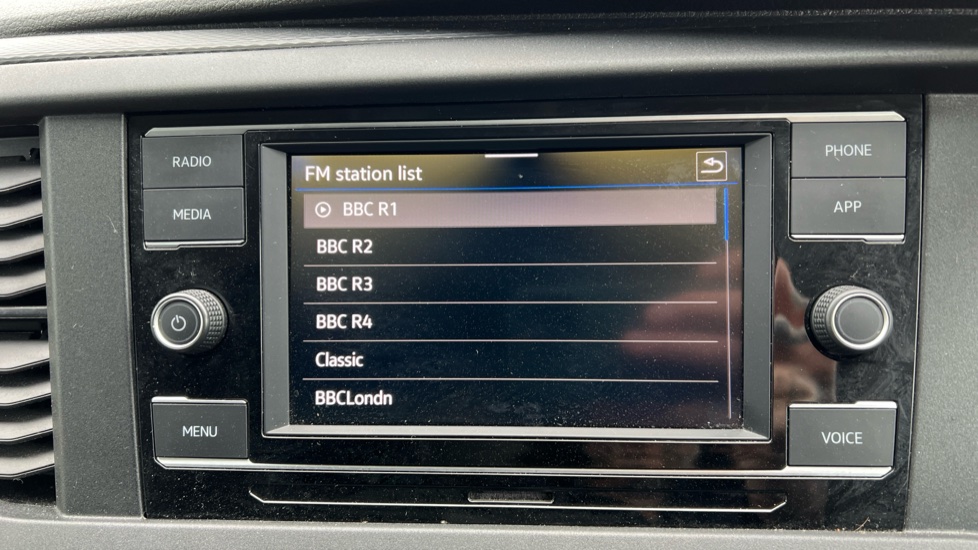 RADIO
MEDIA
MENU
FM station list
BBC R1
BBC R2
BBC R3
BBC R4
Classic
BBCLondn
PHONE
APP
VOICE